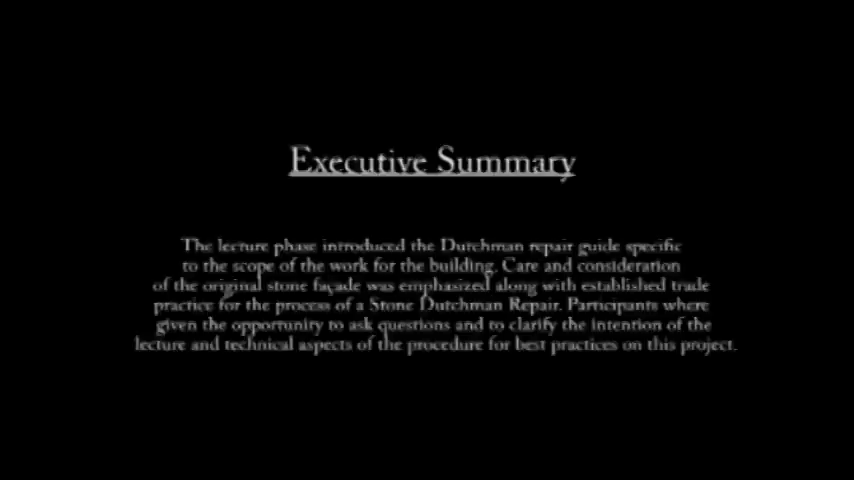 Executive Summary
The lecture phase introduced the Dutchman repair guide specific
to the scope of the work for the building. Care and consideration
of the original stone façade was emphasized along with established trade
practice for the process of a Stone Dutchman Repair. Participants where
given the opportunity to ask questions and to clarify the intention of the
lecture and technical aspects of the procedure for best practices on this project.